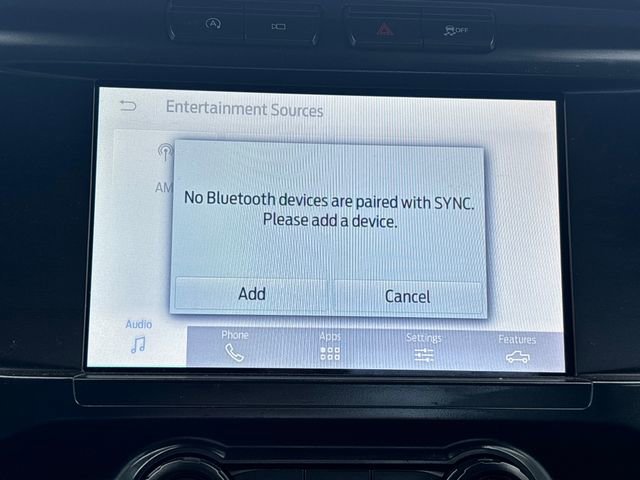 OFF
Entertainment Sources
AM
No Bluetooth devices are paired with SYNC.
Please add a device.
Add
Cancel
Audio
Phone
Apps
Settings
Features